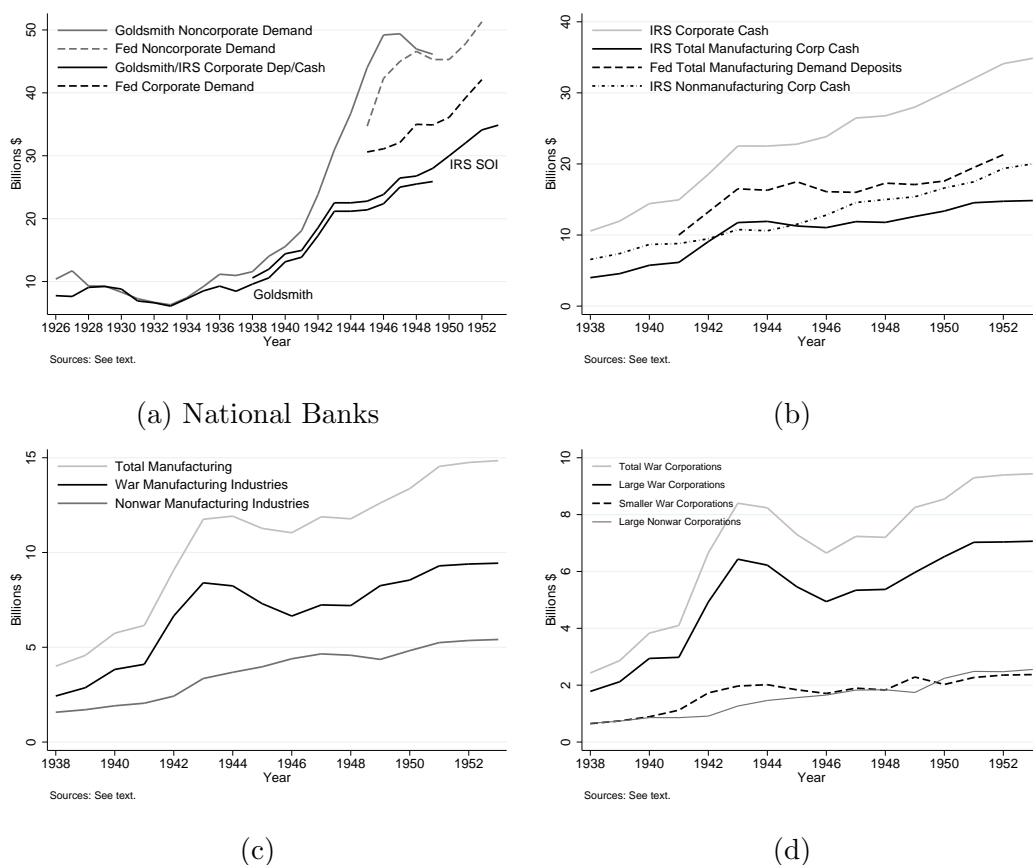 Goldsmith Noncorporate Demand
Fed Noncorporate Demand
Goldsmith/IRS Corporate Dep/Cash
Fed Corporate Demand
IRS SOI
Goldsmith
Billions $
10
20
30
40
50
1926 1928 1930 1932 1934 1936 1938 1940 1942 1944 1946 1948 1950 1952
Year
Sources: See text.
(a) National Banks
IRS Corporate Cash
IRS Total Manufacturing Corp Cash
Fed Total Manufacturing Demand Deposits
IRS Nonmanufacturing Corp Cash
Billions $
0
10
20
30
40
1938 1940 1942 1944 1946 1948 1950 1952
Year
Sources: See text.
(b)
Total Manufacturing
War Manufacturing Industries
Nonwar Manufacturing Industries
Billions $
0
5
10
15
1938 1940 1942 1944 1946 1948 1950 1952
Year
Sources: See text.
(c)
Total War Corporations
Large War Corporations
Smaller War Corporations
Large Nonwar Corporations
Billions $
0
2
4
6
8
10
1938 1940 1942 1944 1946 1948 1950 1952
Year
Sources: See text.
(d)